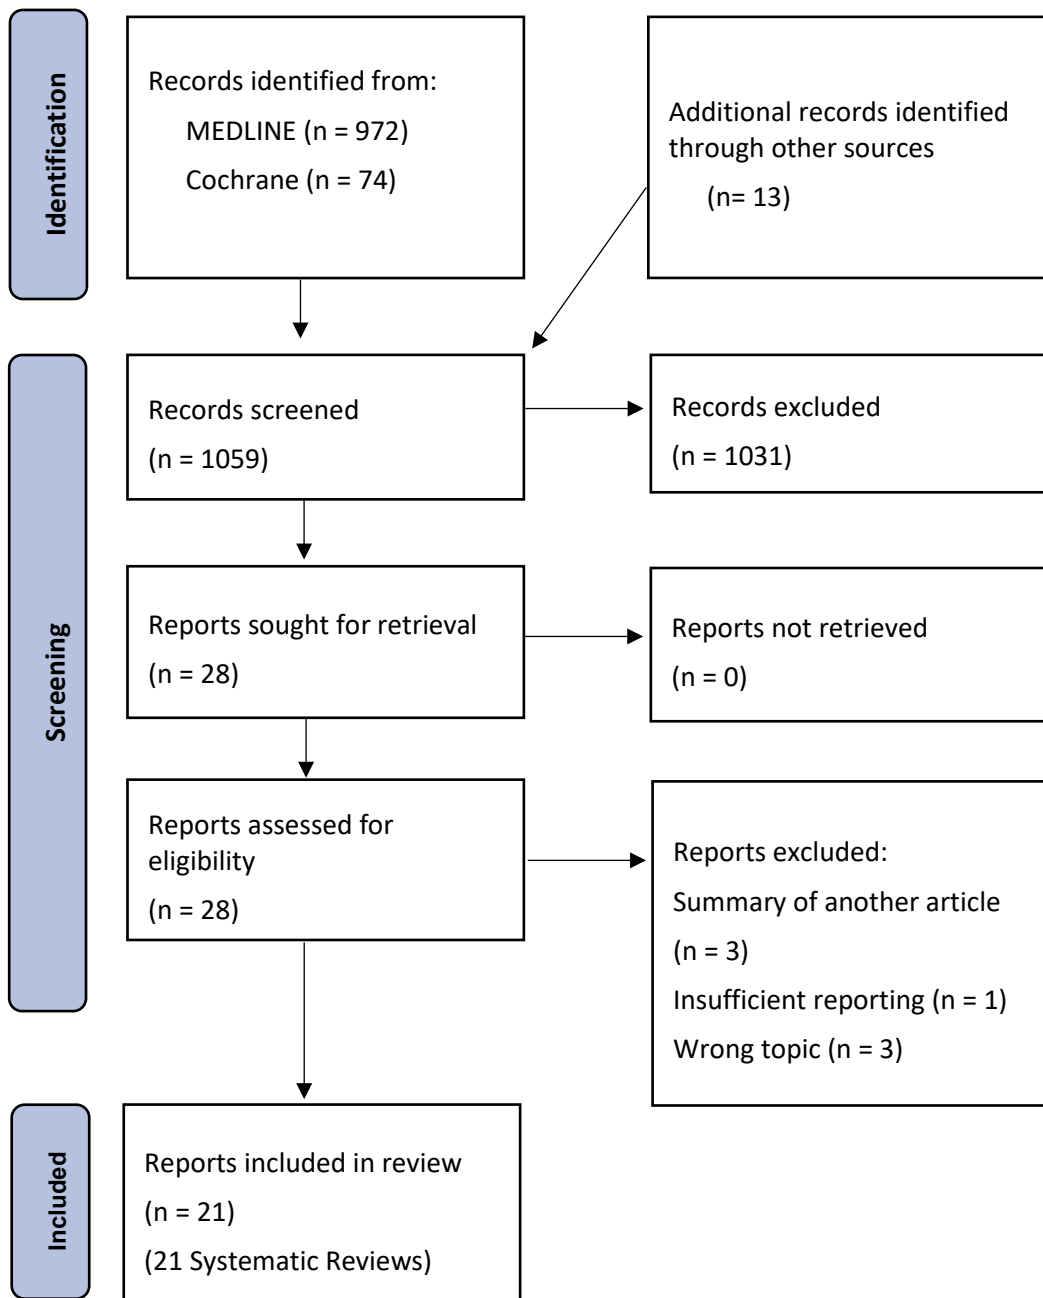 Identification
Records identified from:
MEDLINE (n = 972)
Cochrane (n = 74)
Additional records identified
through other sources
(n= 13)
Screening
Records screened
(n = 1059)
Records excluded
(n = 1031)
Reports sought for retrieval
(n = 28)
Reports not retrieved
(n = 0)
Reports assessed for
eligibility
(n = 28)
Reports excluded:
Summary of another article
(n = 3)
Insufficient reporting (n = 1)
Wrong topic (n = 3)
Included
Reports included in review
(n = 21)
(21 Systematic Reviews)